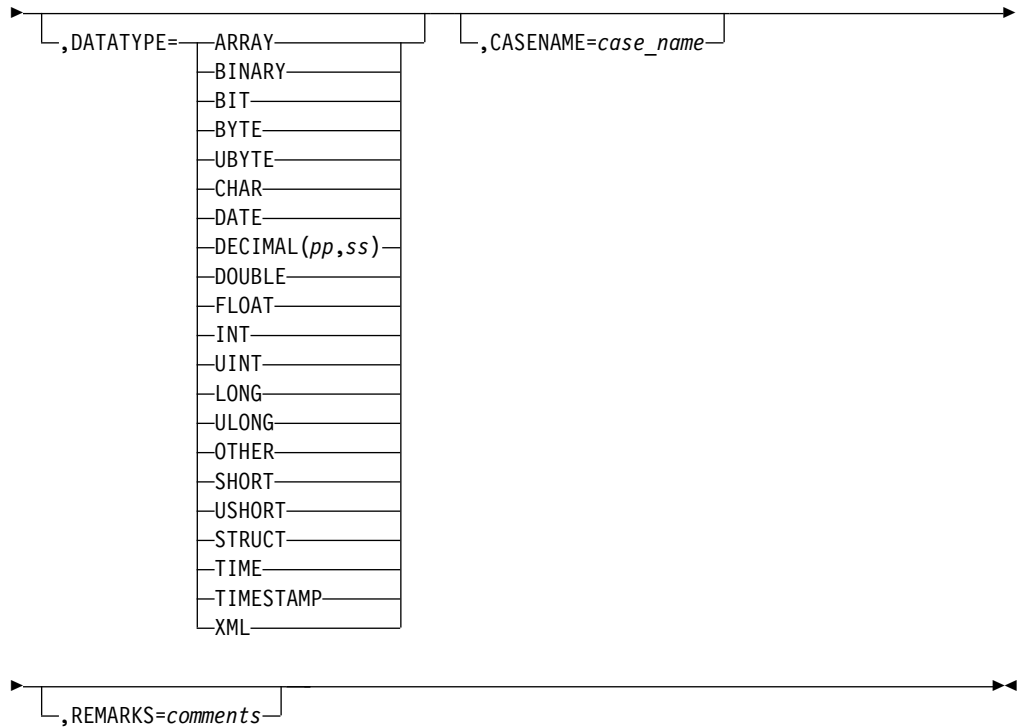 ,DATATYPE= ARRAY ,CASENAME=case_name
BINARY
BIT
BYTE
UBYTE
CHAR
DATE
DECIMAL(pp,ss)
DOUBLE
FLOAT
INT
UINT
LONG
ULONG
OTHER
SHORT
USHORT
STRUCT
TIME
TIMESTAMP
XML
,REMARKS=comments